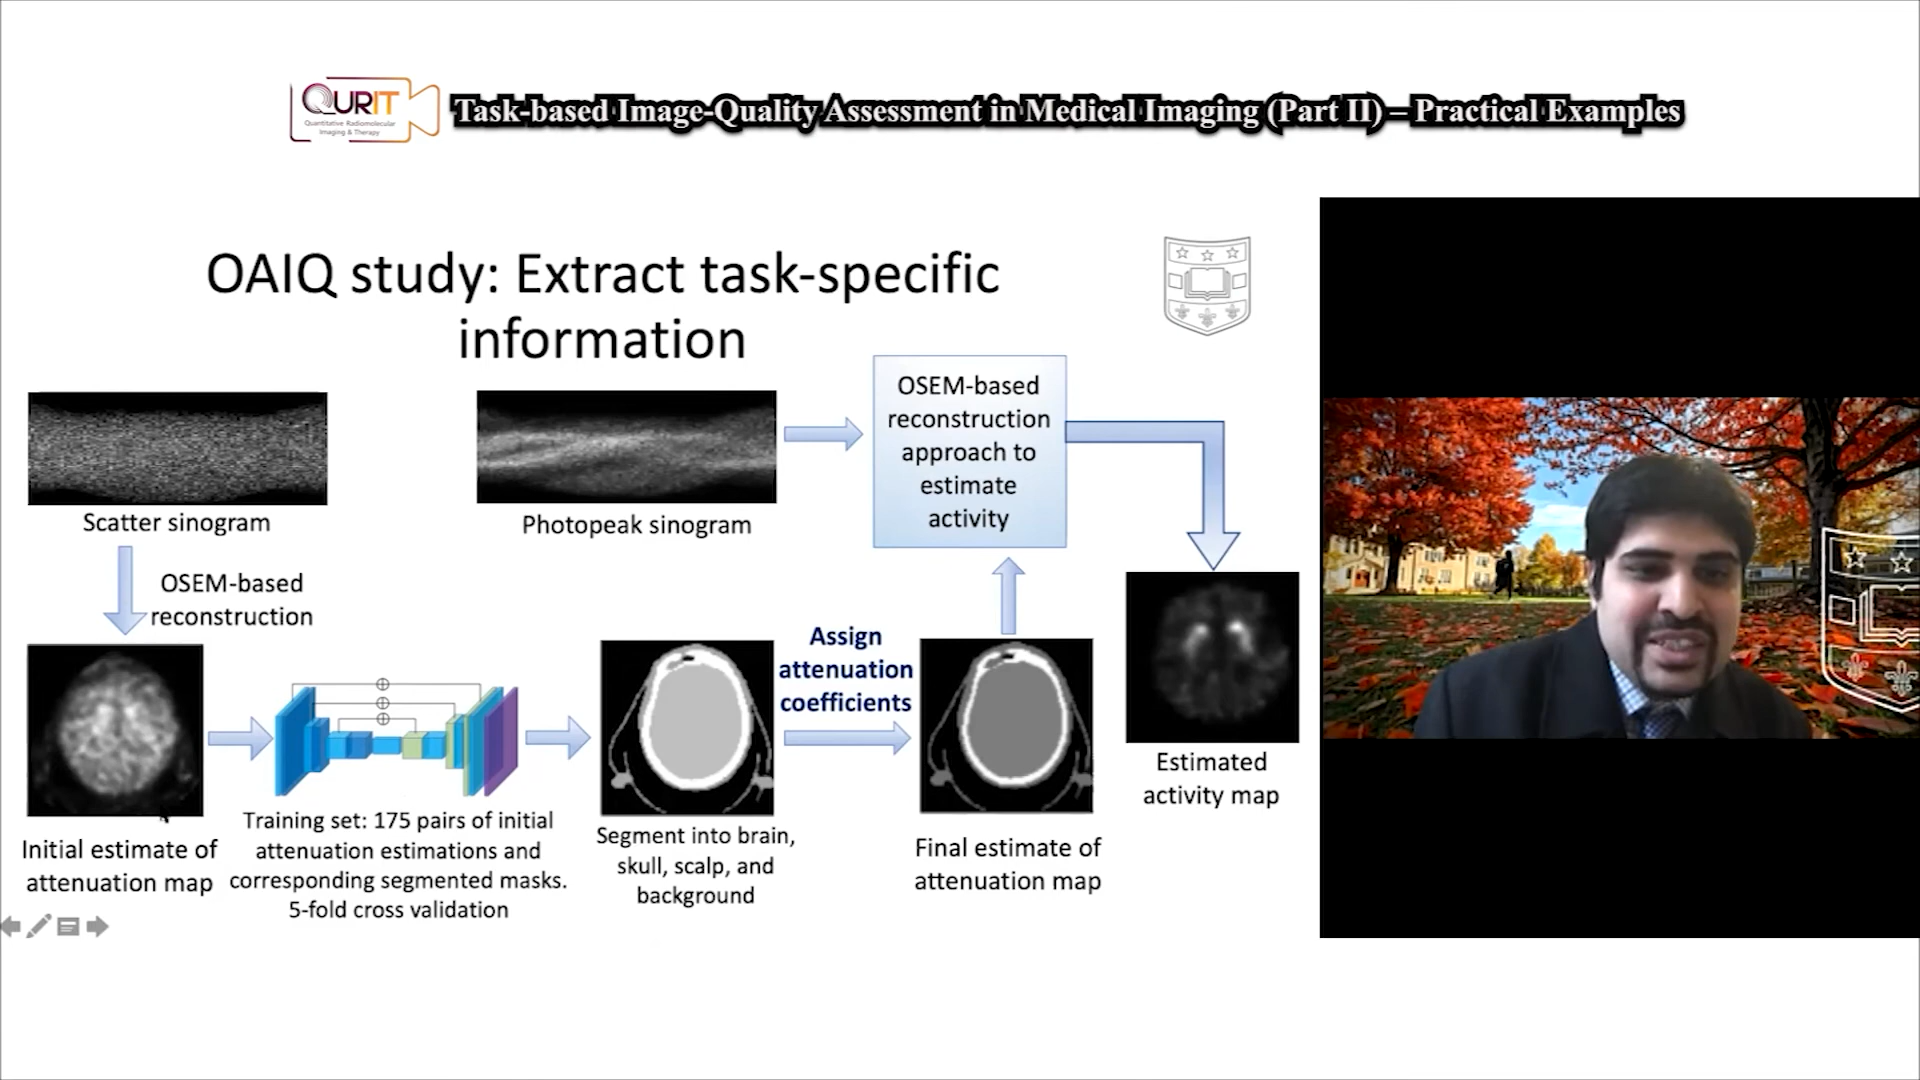 QURIT
Quantitative Radiomolecular
Imaging & Therapy
Task-based Image-Quality Assessment in Medical Imaging (Part II) – Practical Examples
OAIQ study: Extract task-specific
information
Scatter sinogram
OSEM-based
reconstruction
Photopeak sinogram
OSEM-based
reconstruction
approach to
estimate
activity
Initial estimate of
attenuation map
Training set: 175 pairs of initial
attenuation estimations and
corresponding segmented masks.
5-fold cross validation
Segment into brain,
skull, scalp, and
background
Assign
attenuation
coefficients
Final estimate of
attenuation map
Estimated
activity map